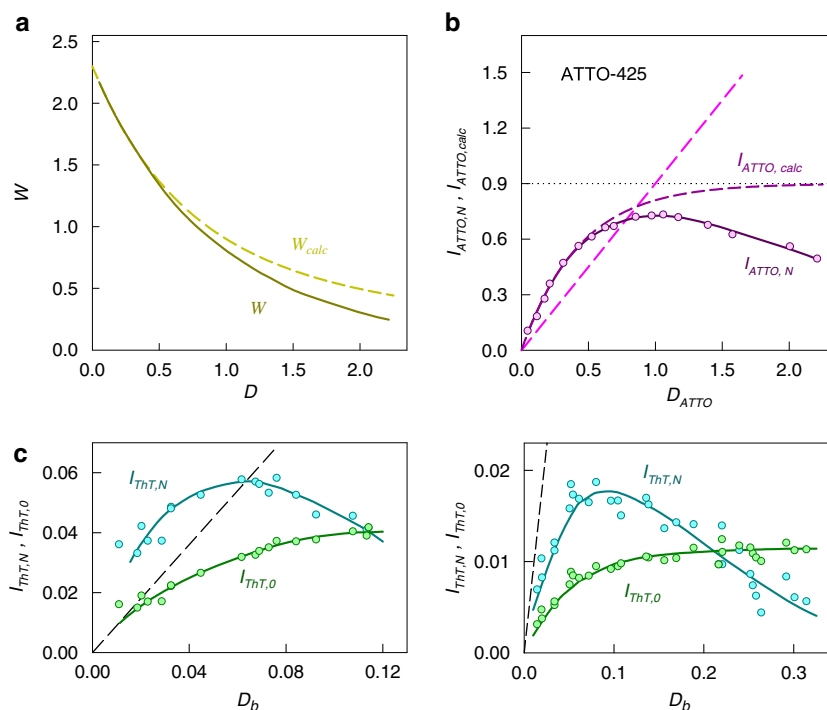 a
2.5
2.0
1.5
1.0
0.5
0.0
W
W_calc
W
0.0 0.5 1.0 1.5 2.0
D
b
ATTO-425
1.5
1.2
0.9
0.6
0.3
0.0
I_ATTO,N , I_ATTO,calc
I_ATTO,calc
I_ATTO, N
0.0 0.5 1.0 1.5 2.0
D_ATTO
c
0.06
0.04
0.02
0.00
I_ThT,N , I_ThT,0
I_ThT,N
I_ThT,0
0.00 0.04 0.08 0.12
D_b
0.02
0.01
0.00
I_ThT,N , I_ThT,0
I_ThT,N
I_ThT,0
0.0 0.1 0.2 0.3
D_b